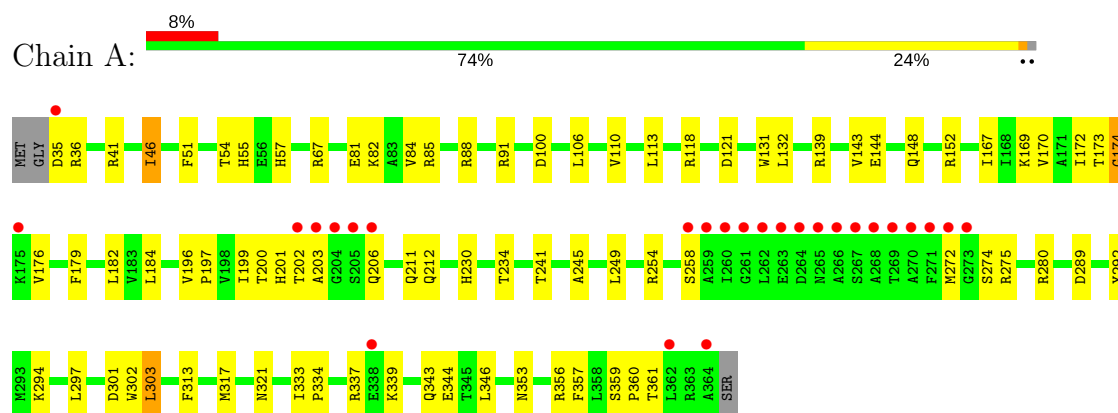 8%
Chain A:
74%
24%
MET GLY D35 R36 R41 I46 F51 T54 H55 E56 H57 R67 E81 K82 A83 V84 R85 R88 R91 D100 L106 V110 L113 R118 D121 W131 L132 R139 V143 E144 Q148 R152 I167 I168 K169 V170 A171 I172 T173
K175 V176 F179 L182 V183 L184 V196 P197 V198 I199 T200 H201 T202 A203 G204 S205 Q206 Q211 Q212 H230 T234 T241 A245 L249 R254 S258 A259 I260 G261 L262 E263 D264 N265 A266 S267 A268 T269 A270 F271 M272 G273 S274 R275 R280 D289
M293 K294 L297 D301 W302 L303 F313 M317 N321 I333 P334 R337 E338 K339 Q343 E344 T345 L346 N353 R356 F357 L358 S359 P360 T361 L362 R363 A364 SER